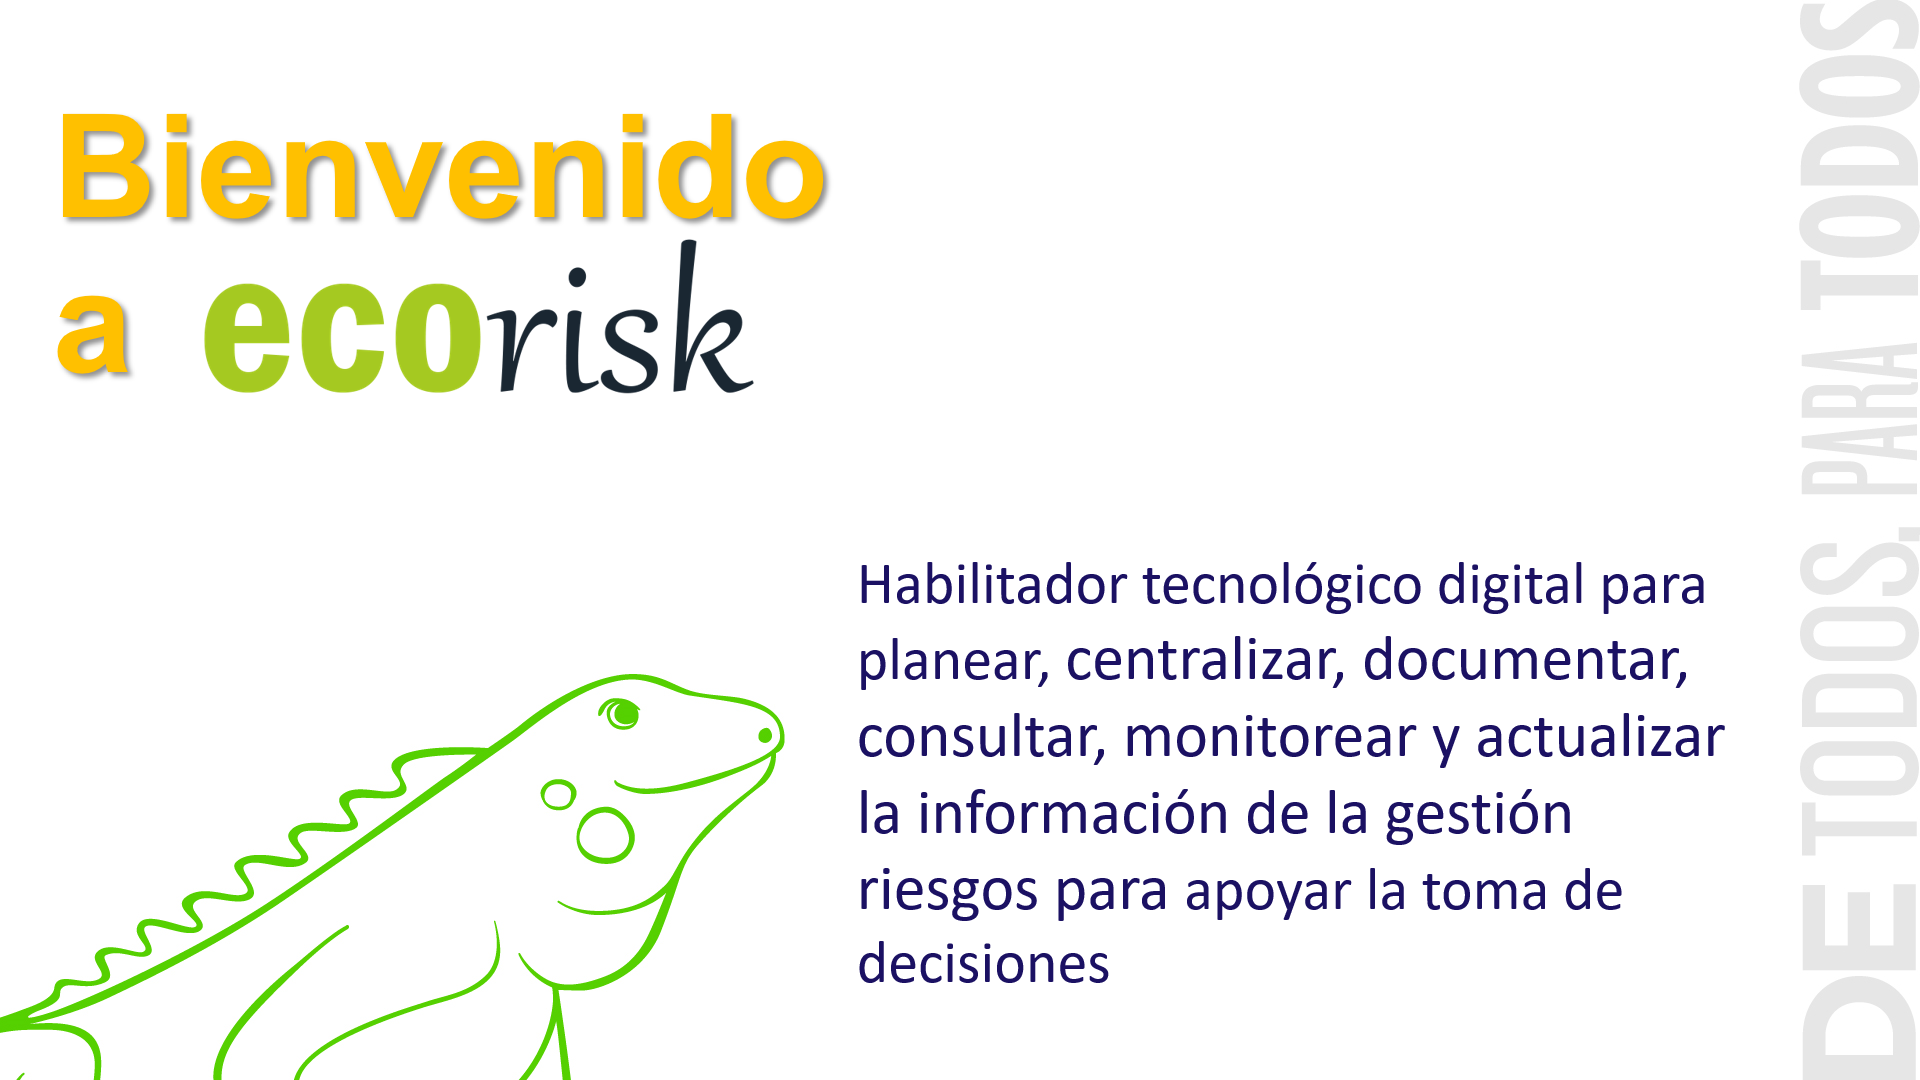 Bienvenido
a ecorisk
Habilitador tecnológico digital para
planear, centralizar, documentar,
consultar, monitorear y actualizar
la información de la gestión
riesgos para apoyar la toma de
decisiones
DE TODOS, PARA TODOS